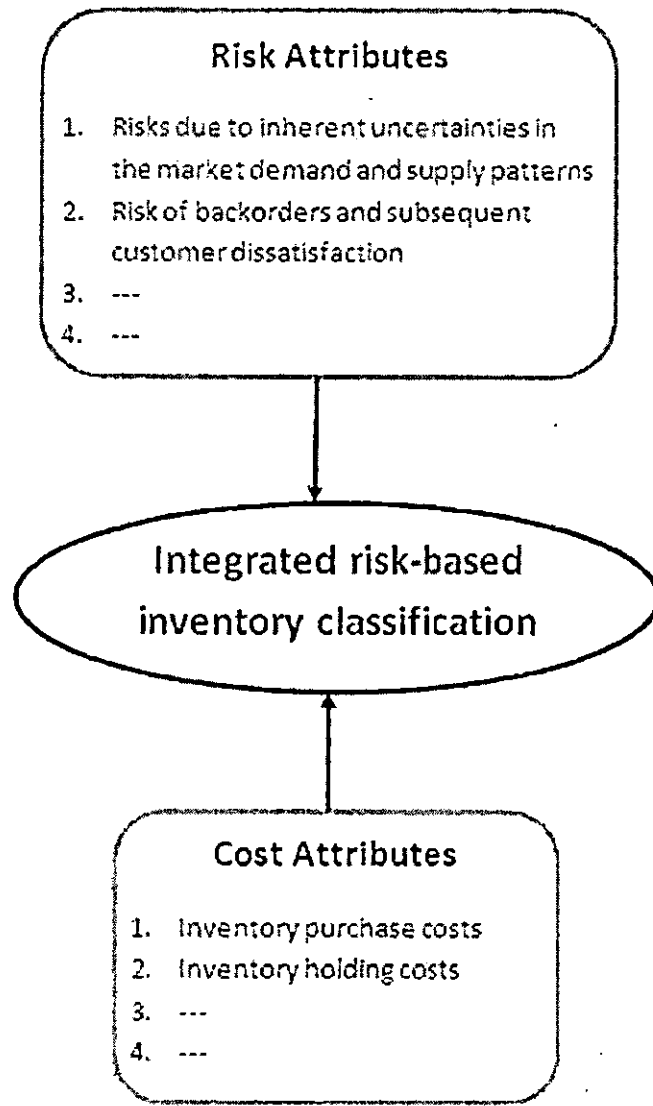 Risk Attributes
1. Risks due to inherent uncertainties in
the market demand and supply patterns
2. Risk of backorders and subsequent
customer dissatisfaction
3. ---
4. ---
Integrated risk-based
inventory classification
Cost Attributes
1. Inventory purchase costs
2. Inventory holding costs
3. ---
4. ---